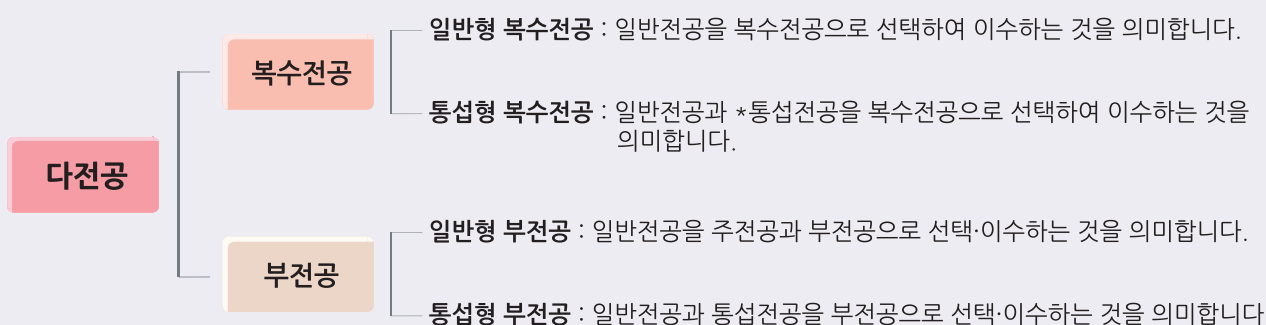 다전공
복수전공
일반형 복수전공 : 일반전공을 복수전공으로 선택하여 이수하는 것을 의미합니다.
통섭형 복수전공 : 일반전공과 *통섭전공을 복수전공으로 선택하여 이수하는 것을
의미합니다.
부전공
일반형 부전공 : 일반전공을 주전공과 부전공으로 선택·이수하는 것을 의미합니다.
통섭형 부전공 : 일반전공과 통섭전공을 부전공으로 선택·이수하는 것을 의미합니다